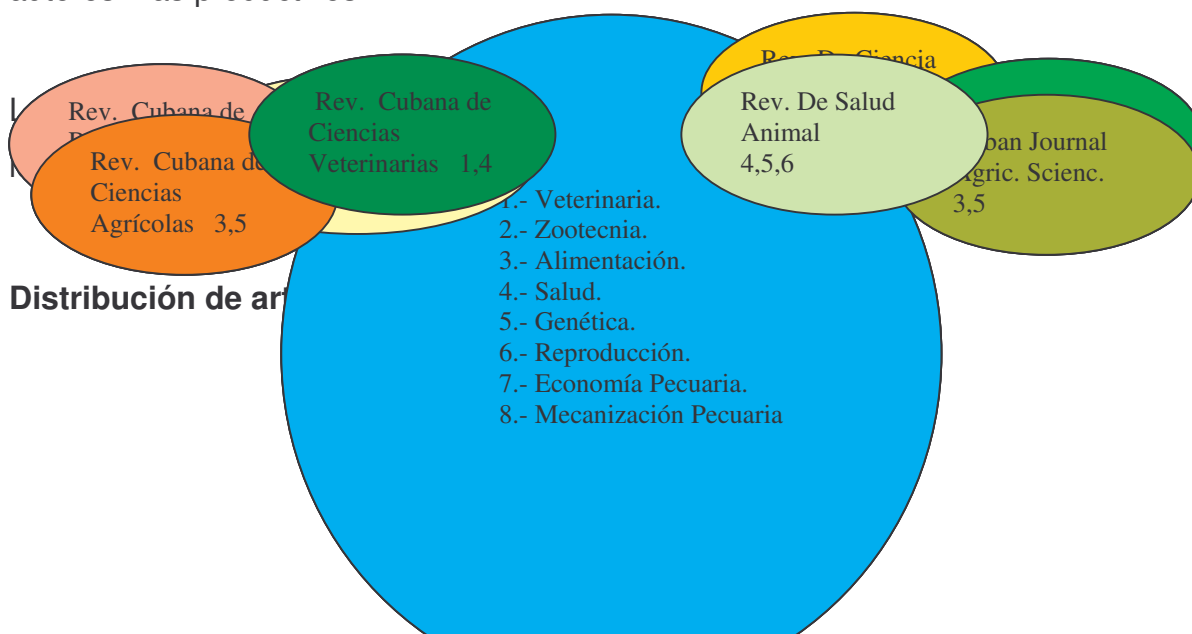 Rev. Cubana de
Rev. Cubana de
Ciencias
Agrícolas 3,5
Rev. Cubana de
Ciencias
Veterinarias 1,4
Ciencia
Rev. De Salud
Animal
4,5,6
Journal
Agric. Scienc.
3,5
1.- Veterinaria.
2.- Zootecnia.
3.- Alimentación.
4.- Salud.
5.- Genética.
6.- Reproducción.
7.- Economía Pecuaria.
8.- Mecanización Pecuaria
Distribución de